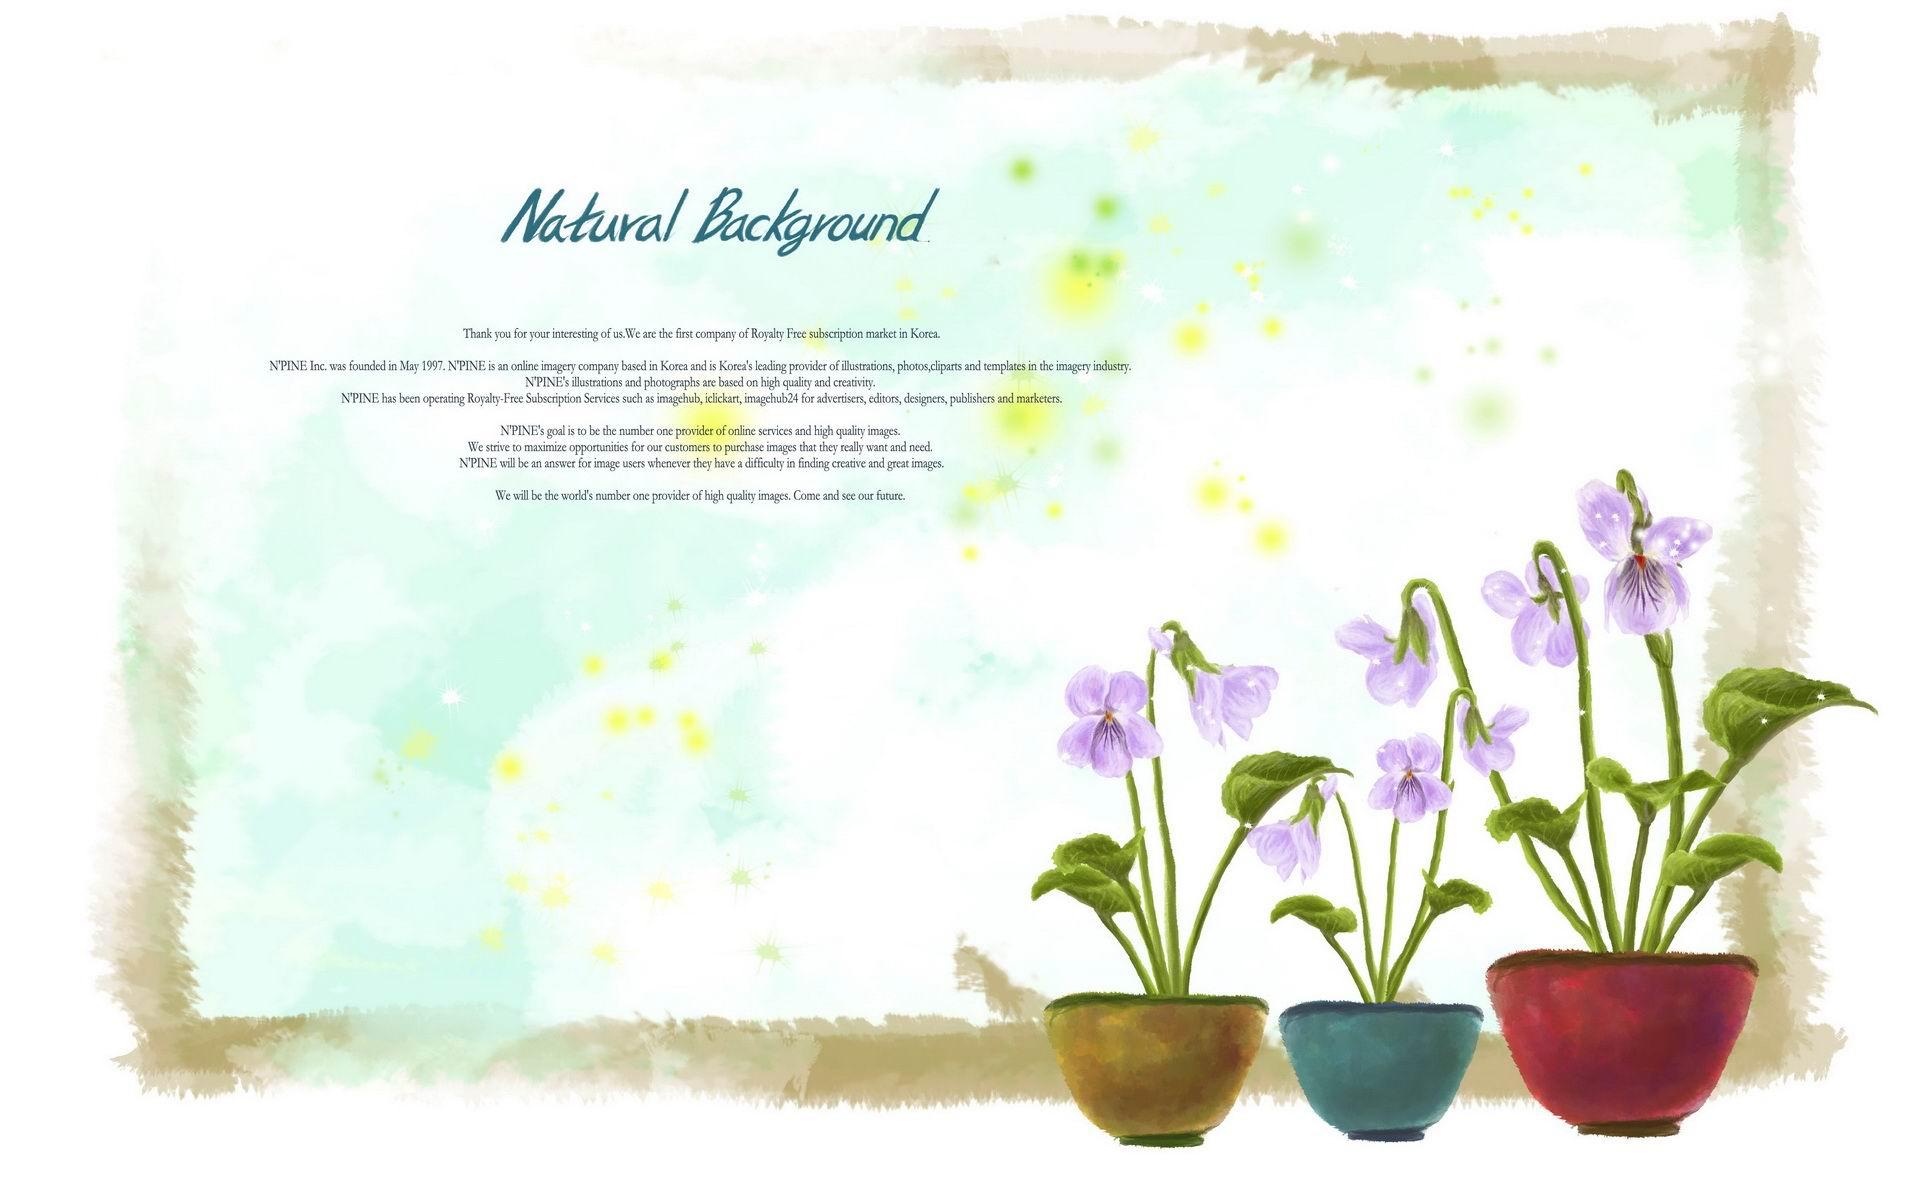 Natural Background
Thank you for your interesting of us.We are the first company of Royalty Free subscription market in Korea.
N'PINE Inc. was founded in May 1997. N'PINE is an online imagery company based in Korea and is Korea's leading provider of illustrations, photos,cliparts and templates in the imagery industry.
N'PINE's illustrations and photographs are based on high quality and creativity.
N'PINE has been operating Royalty-Free Subscription Services such as imagehub, iclickart, imagehub24 for advertisers, editors, designers, publishers and marketers.
N'PINE's goal is to be the number one provider of online services and high quality images.
We strive to maximize opportunities for our customers to purchase images that they really want and need.
N'PINE will be an answer for image users whenever they have a difficulty in finding creative and great images.
We will be the world's number one provider of high quality images. Come and see our future.